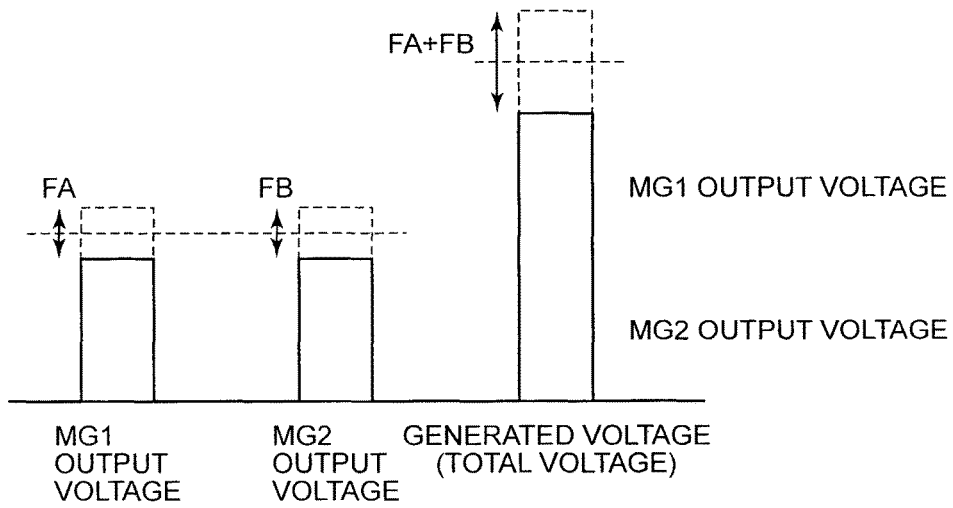 FA+FB
FA
FB
MG1 OUTPUT VOLTAGE
MG2 OUTPUT VOLTAGE
MG1
OUTPUT
VOLTAGE
MG2
OUTPUT
VOLTAGE
GENERATED VOLTAGE
(TOTAL VOLTAGE)